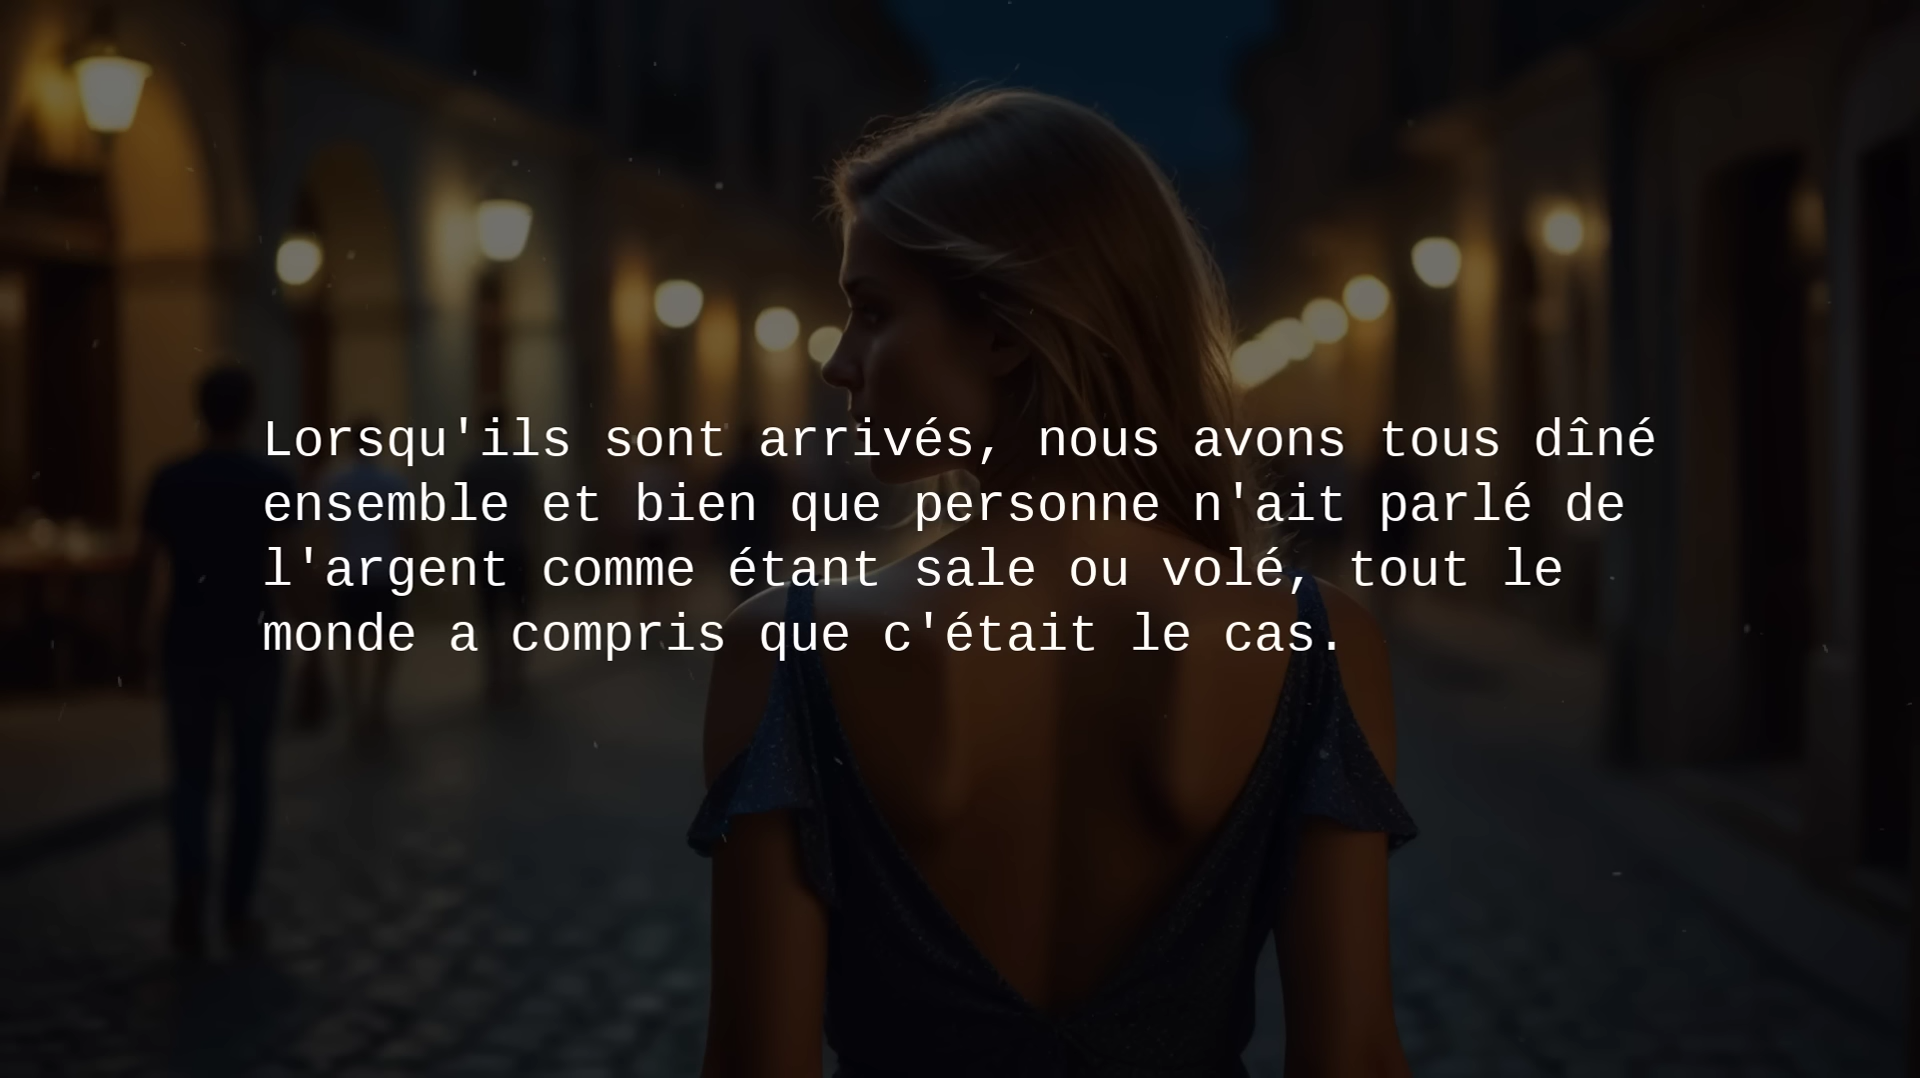 Lorsqu'ils sont arrivés, nous avons tous dîné
ensemble et bien que personne n'ait parlé de
l'argent comme étant sale ou volé, tout le
monde a compris que c'était le cas.